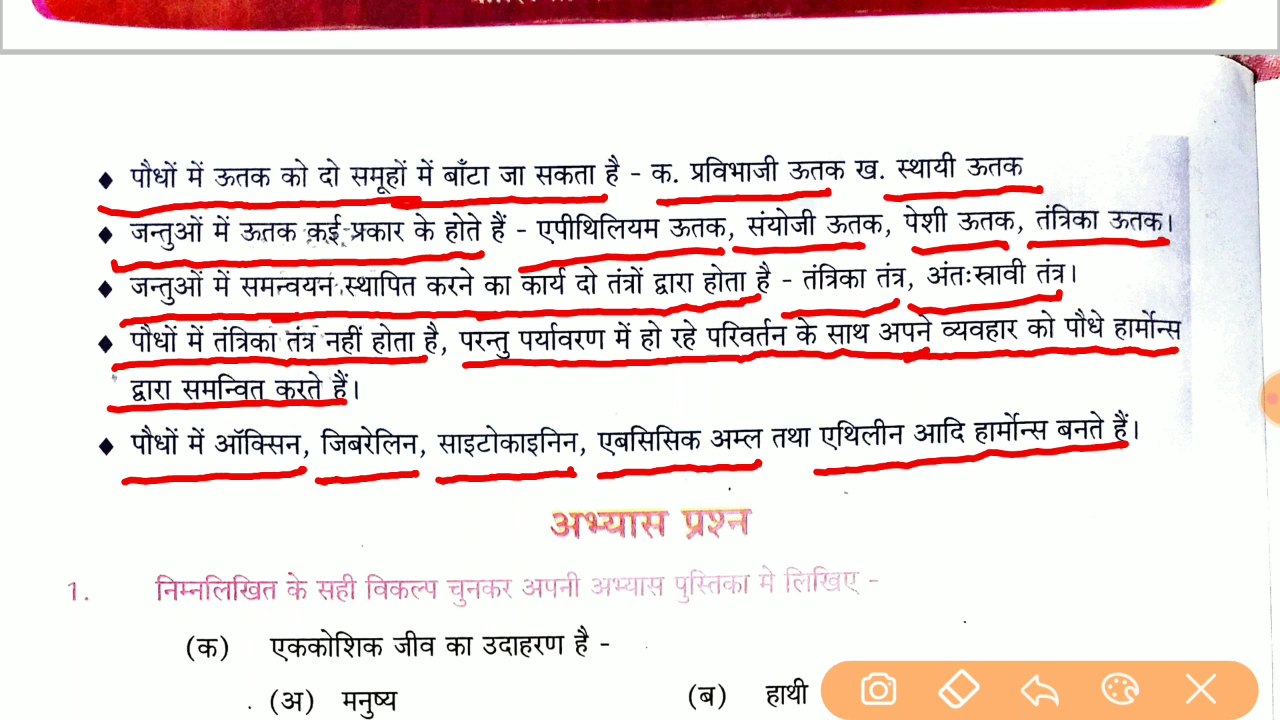 ♦ पौधों में ऊतक को दो समूहों में बाँटा जा सकता है - क. प्रविभाजी ऊतक ख. स्थायी ऊतक
♦ जन्तुओं में ऊतक कई प्रकार के होते हैं - एपीथिलियम ऊतक, संयोजी ऊतक, पेशी ऊतक, तंत्रिका ऊतक।
♦ जन्तुओं में समन्वयन स्थापित करने का कार्य दो तंत्रों द्वारा होता है - तंत्रिका तंत्र, अंतःस्रावी तंत्र।
♦ पौधों में तंत्रिका तंत्र नहीं होता है, परन्तु पर्यावरण में हो रहे परिवर्तन के साथ अपने व्यवहार को पौधे हार्मोन्स
द्वारा समन्वित करते हैं।
♦ पौधों में ऑक्सिन, जिबरेलिन, साइटोकाइनिन, एबसिसिक अम्ल तथा एथिलीन आदि हार्मोन्स बनते हैं।
अभ्यास प्रश्न
1. निम्नलिखित के सही विकल्प चुनकर अपनी अभ्यास पुस्तिका मे लिखिए -
(क) एककोशिक जीव का उदाहरण है -
(अ) मनुष्य (ब) हाथी